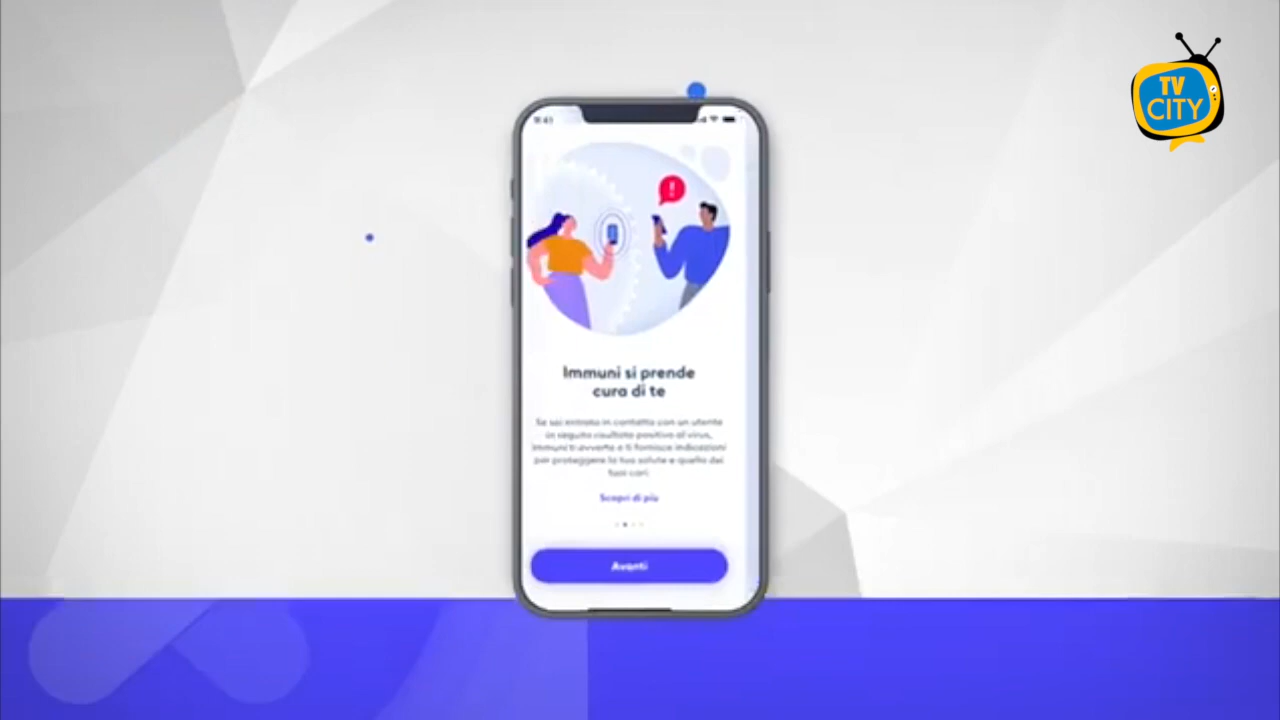 TV
CITY
9:41
Immuni si prende
cura di te
Se sei entrato in contatto con un utente
in seguito risultato positivo al virus,
Immuni ti avverte e ti fornisce indicazioni
per proteggere la tua salute e quella dei
tuoi cari.
Scopri di più
Avanti